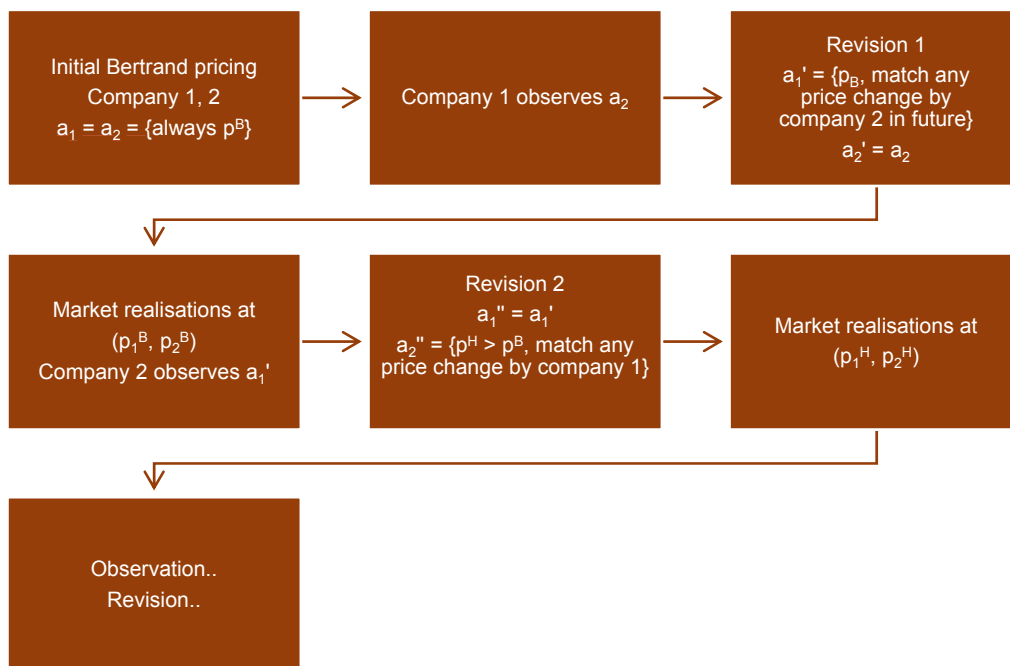 Initial Bertrand pricing
Company 1, 2
a₁ = a₂ = {always pᴮ}
Company 1 observes a₂
Revision 1
a₁' = {p_B, match any
price change by
company 2 in future}
a₂' = a₂
Market realisations at
(p₁ᴮ, p₂ᴮ)
Company 2 observes a₁'
Revision 2
a₁" = a₁'
a₂" = {pᴴ > pᴮ, match any
price change by company 1}
Market realisations at
(p₁ᴴ, p₂ᴴ)
Observation..
Revision..